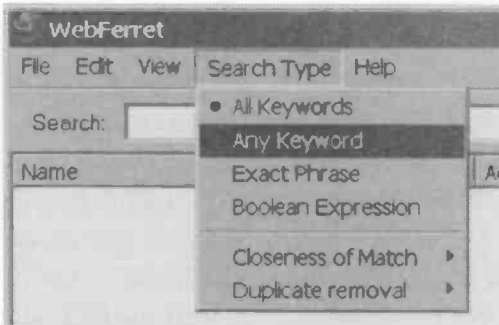 WebFerret
File Edit View Search Type Help
• All Keywords
Search:
Any Keyword
Name
Exact Phrase
Boolean Expression
Closeness of Match
Duplicate removal